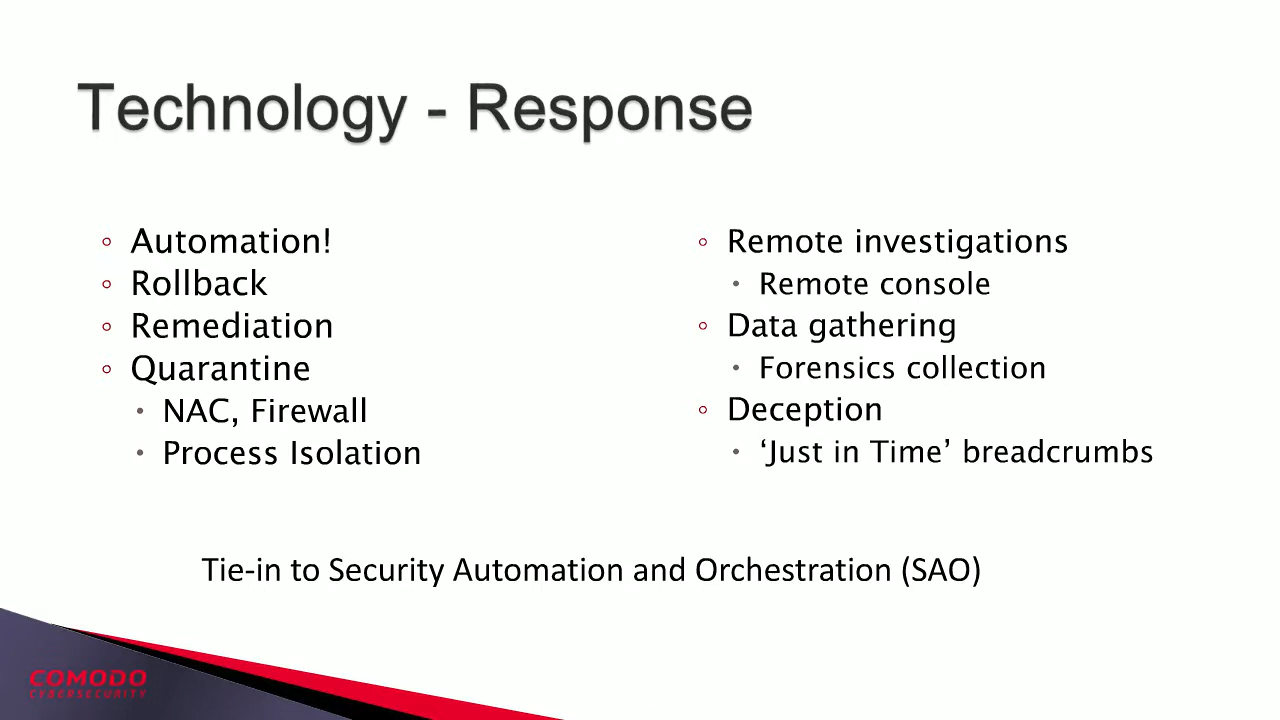 Technology - Response
Automation!
Rollback
Remediation
Quarantine
NAC, Firewall
Process Isolation
Remote investigations
Remote console
Data gathering
Forensics collection
Deception
‘Just in Time’ breadcrumbs
Tie-in to Security Automation and Orchestration (SAO)
COMODO
CYBERSECURITY